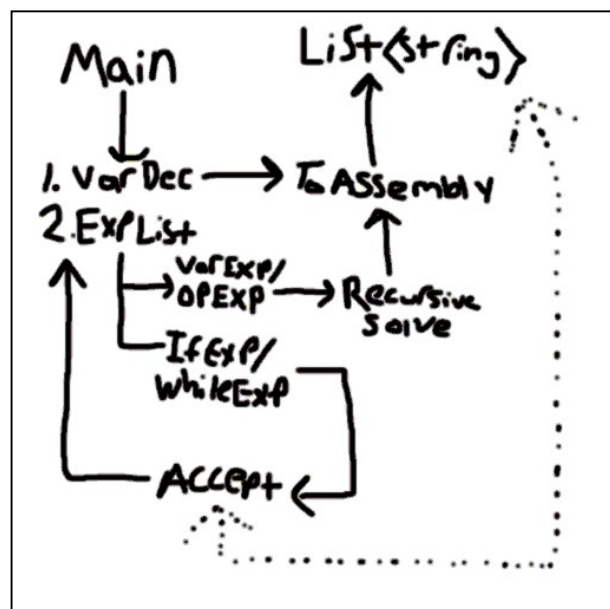 Main
List<string>
1. VarDec
ToAssembly
2. ExpList
VarExp/
OPExp
Recursive
Solve
IfExp/
WhileExp
Accept